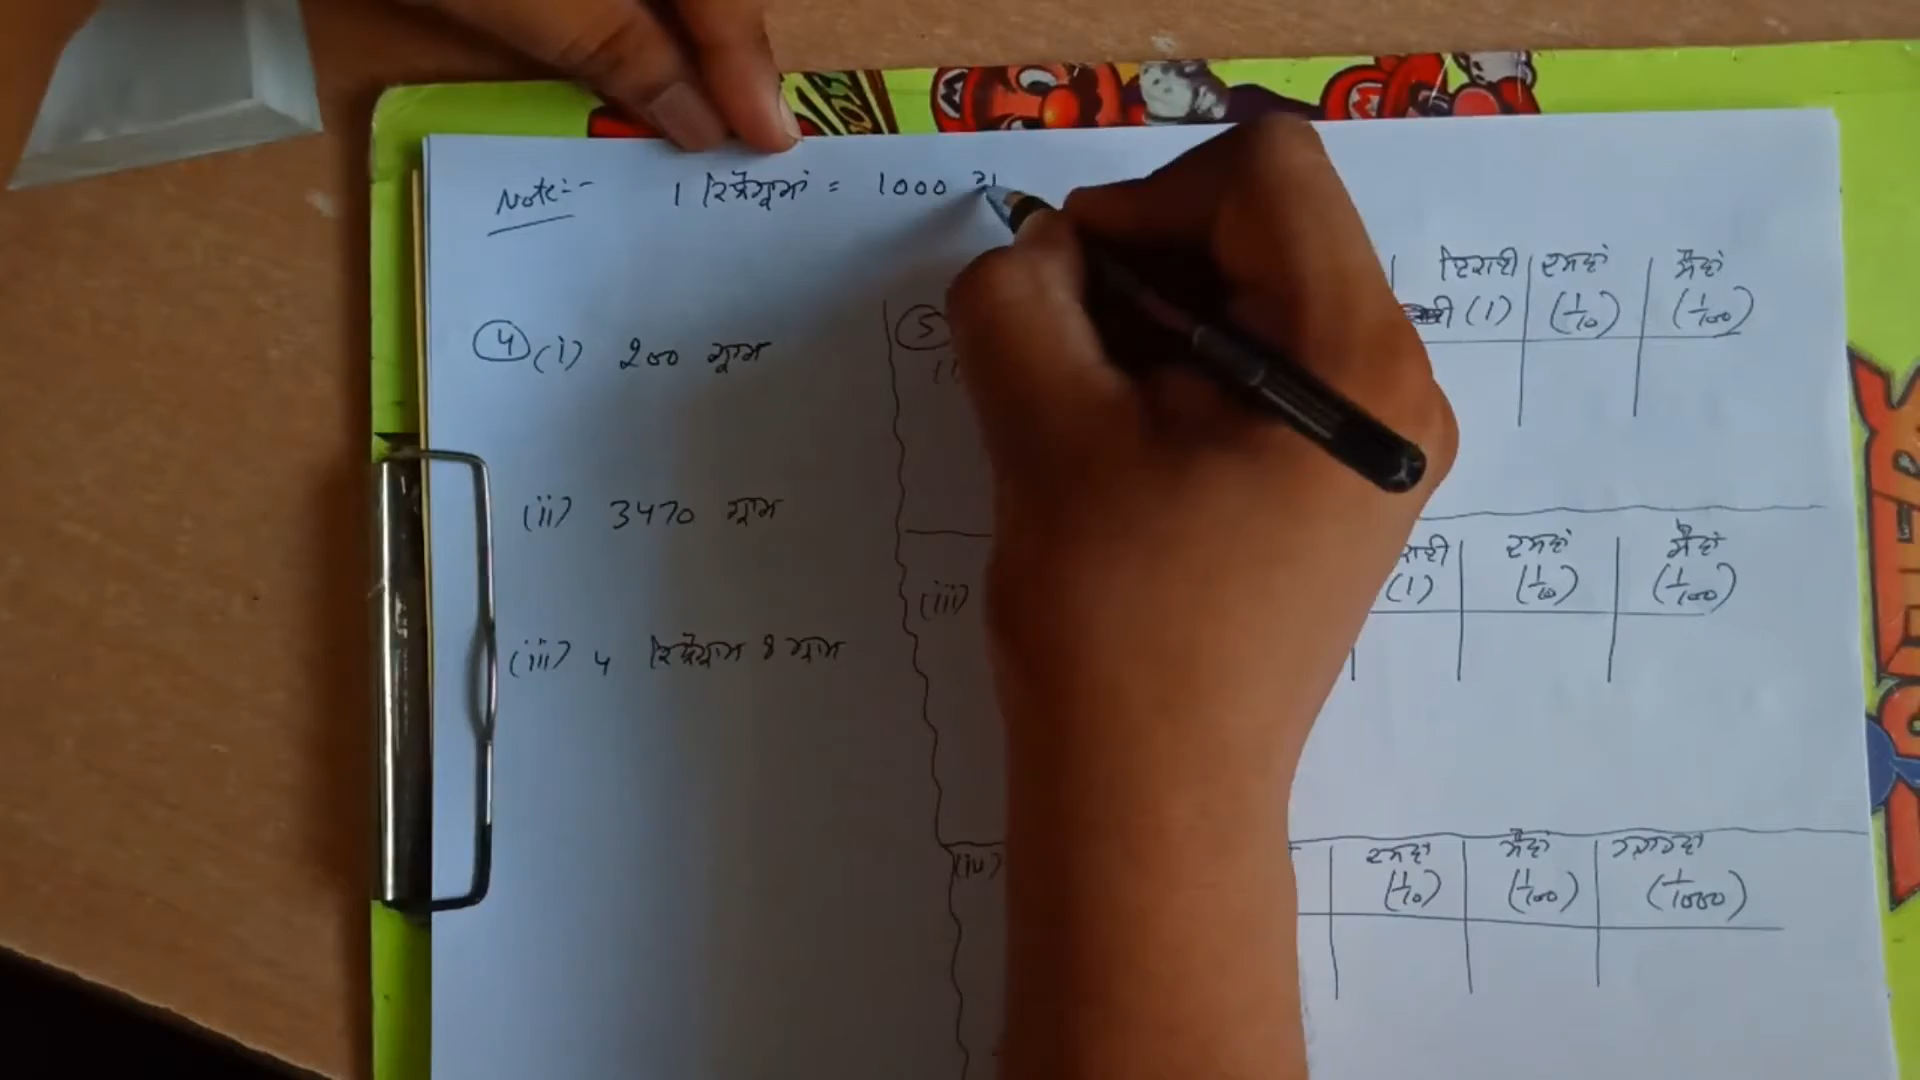 Note:- 1 ਕਿਲੋਗ੍ਰਾਮ = 1000 ਗ੍ਰਾ
4 (i) 200 ਗ੍ਰਾਮ
(ii) 3470 ਗ੍ਰਾਮ
(iii) 4 ਕਿਲੋਗ੍ਰਾਮ 8 ਗ੍ਰਾਮ
5
ਇਕਾਈ (1) ਦਸਵਾਂ (1/10) ਸੌਵਾਂ (1/100)
(iii)
(1) ਦਸਵਾਂ (1/10) ਸੌਵਾਂ (1/100)
(iv)
ਦਸਵਾਂ (1/10) ਸੌਵਾਂ (1/100) ਹਜ਼ਾਰਵਾਂ (1/1000)